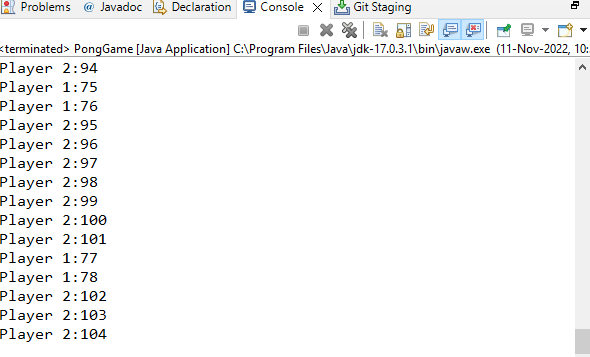 Problems @ Javadoc Declaration Console Git Staging
<terminated> PongGame [Java Application] C:\Program Files\Java\jdk-17.0.3.1\bin\javaw.exe (11-Nov-2022, 10:
Player 2:94
Player 1:75
Player 1:76
Player 2:95
Player 2:96
Player 2:97
Player 2:98
Player 2:99
Player 2:100
Player 2:101
Player 1:77
Player 1:78
Player 2:102
Player 2:103
Player 2:104